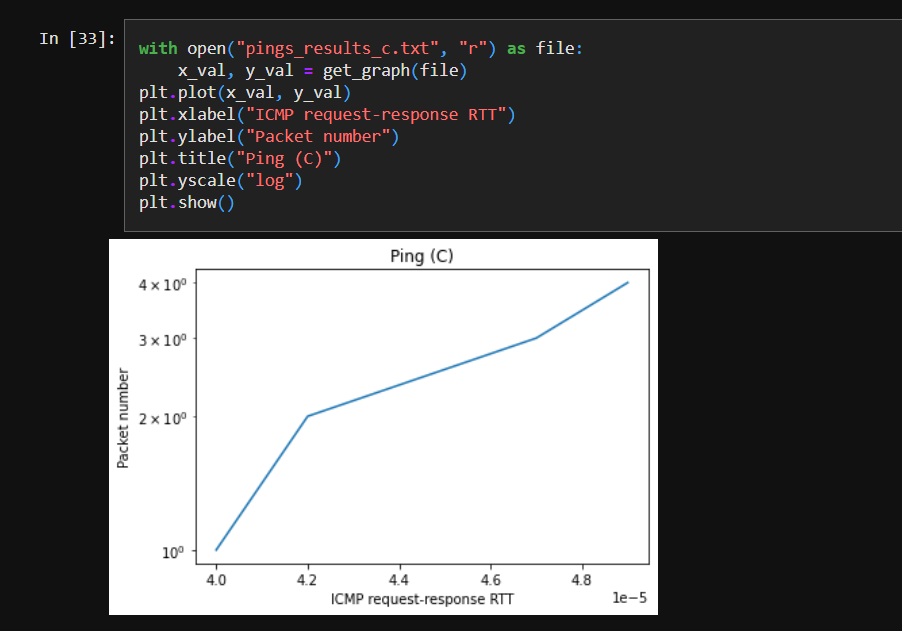 In [33]:
with open("pings_results_c.txt", "r") as file:
    x_val, y_val = get_graph(file)
plt.plot(x_val, y_val)
plt.xlabel("ICMP request-response RTT")
plt.ylabel("Packet number")
plt.title("Ping (C)")
plt.yscale("log")
plt.show()
Ping (C)
4 × 10⁰
3 × 10⁰
2 × 10⁰
10⁰
Packet number
4.0 4.2 4.4 4.6 4.8
1e−5
ICMP request-response RTT